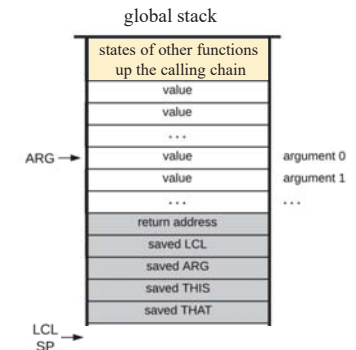 global stack
states of other functions
up the calling chain
value
value
...
ARG value argument 0
value argument 1
... ...
return address
saved LCL
saved ARG
saved THIS
saved THAT
LCL
SP